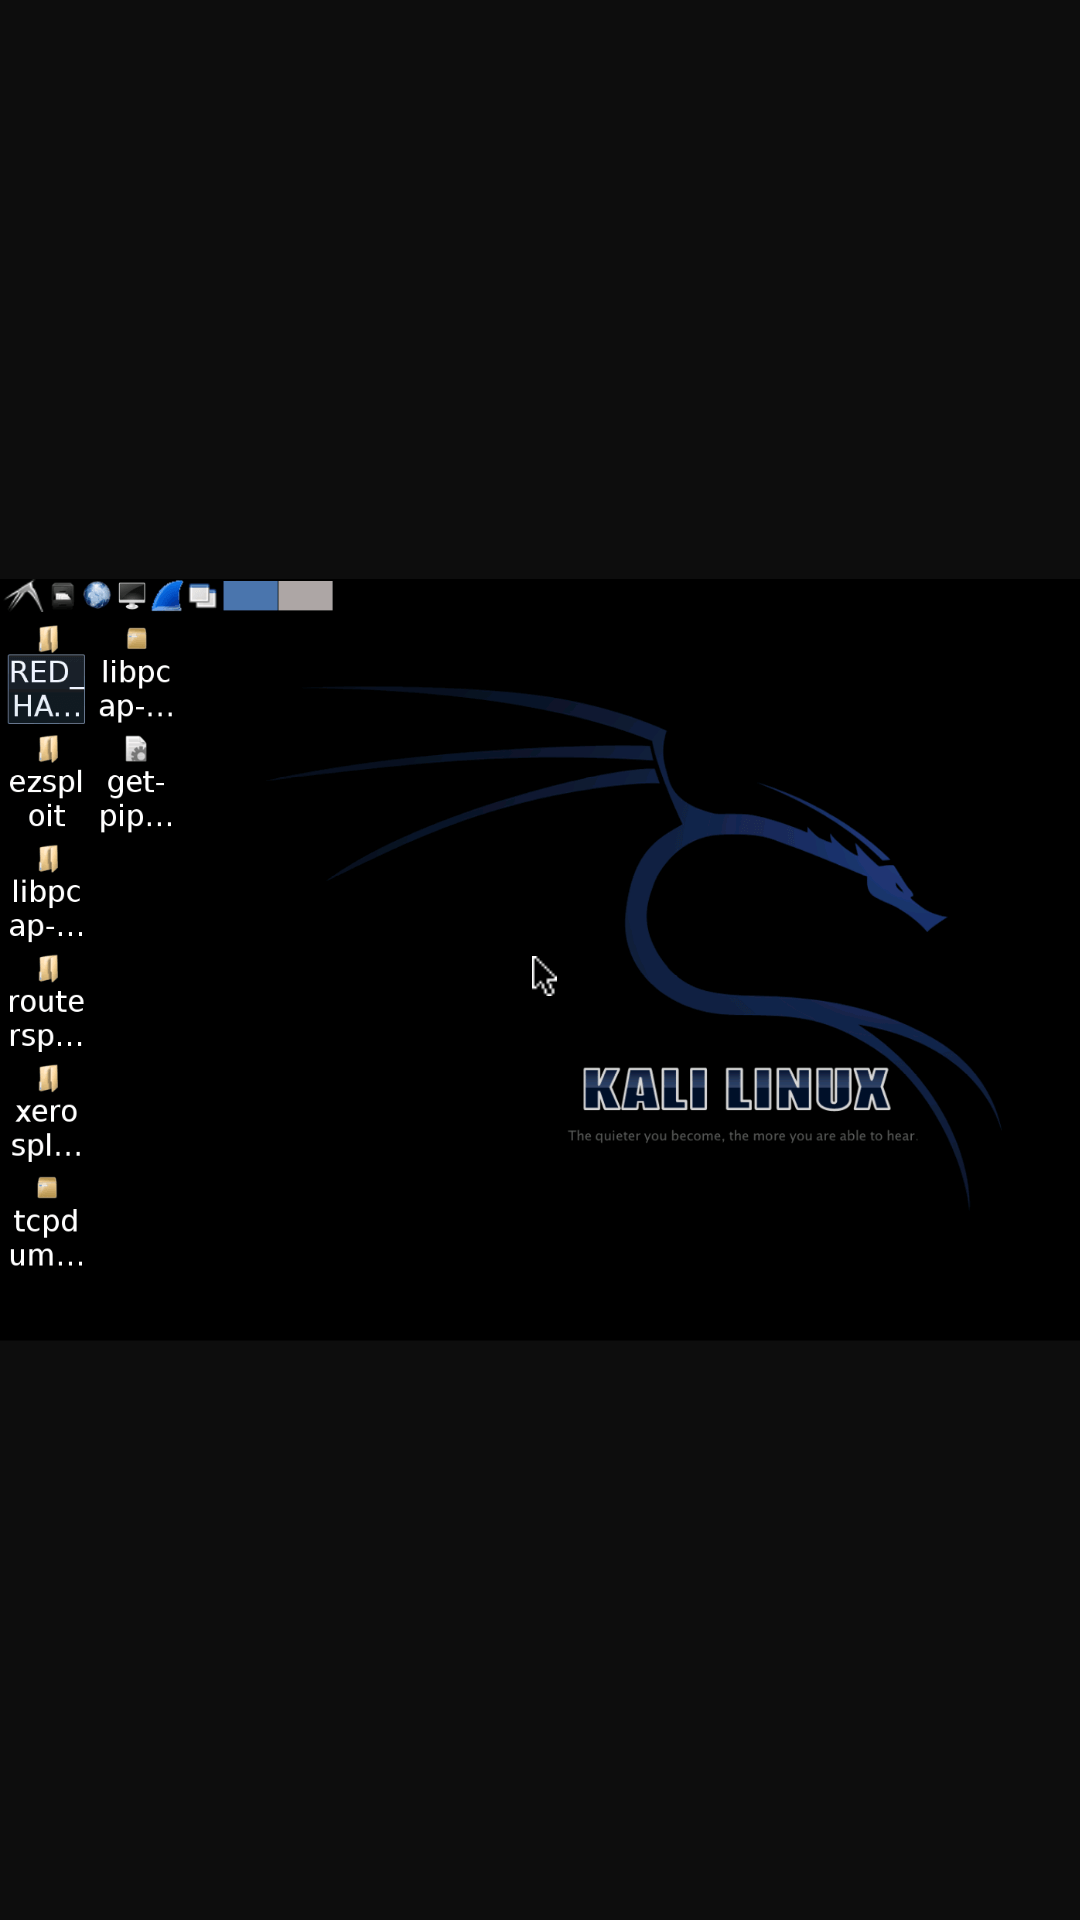 RED_
HA...
libpc
ap-...
ezspl
oit
get-
pip...
libpc
ap-...
route
rsp...
xero
spl...
tcpd
um...
KALI LINUX
The quieter you become, the more you are able to hear.